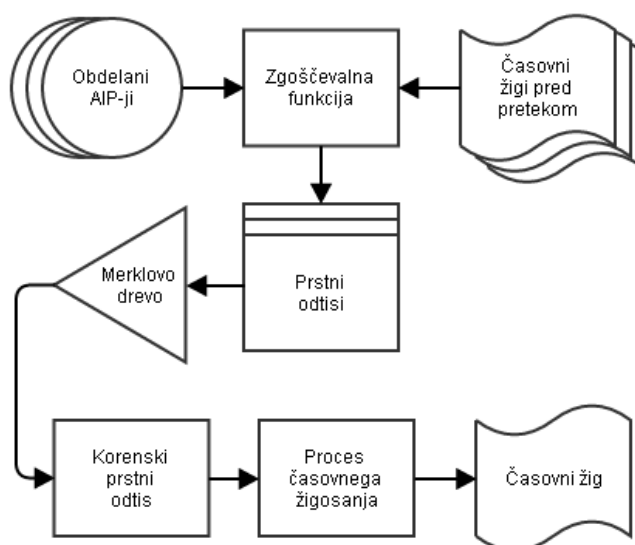 Obdelani
AIP-ji
Zgoščevalna
funkcija
Časovni
žigi pred
pretekom
Merklovo
drevo
Prstni
odtisi
Korenski
prstni
odtis
Proces
časovnega
žigosanja
Časovni žig